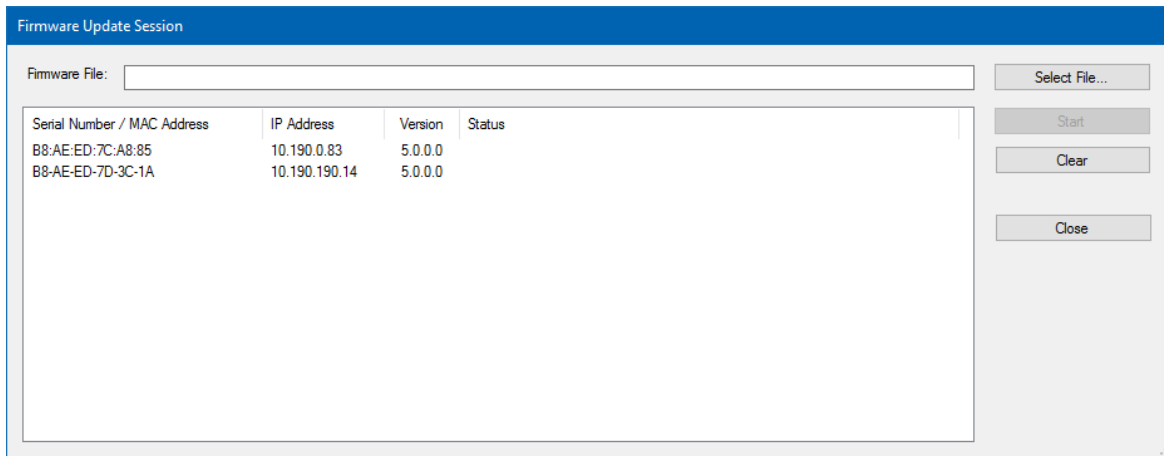 Firmware Update Session
Firmware File: Select File...
Serial Number / MAC Address IP Address Version Status Start
B8:AE:ED:7C:A8:85 10.190.0.83 5.0.0.0
B8-AE-ED-7D-3C-1A 10.190.190.14 5.0.0.0
Clear
Close